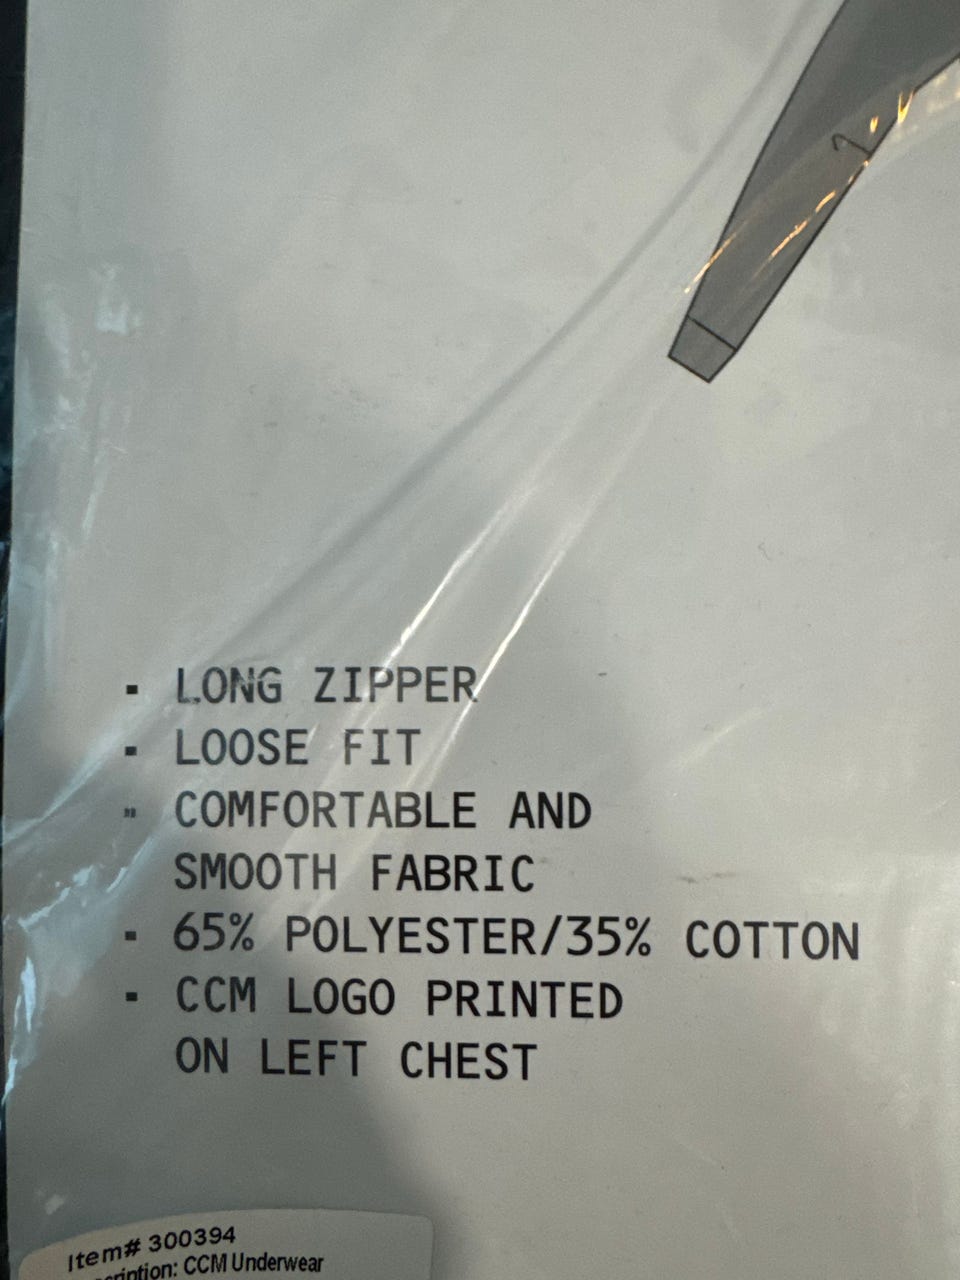 ▪ LONG ZIPPER
▪ LOOSE FIT
▪ COMFORTABLE AND
SMOOTH FABRIC
▪ 65% POLYESTER/35% COTTON
▪ CCM LOGO PRINTED
ON LEFT CHEST
Item# 300394
CCM Underwear